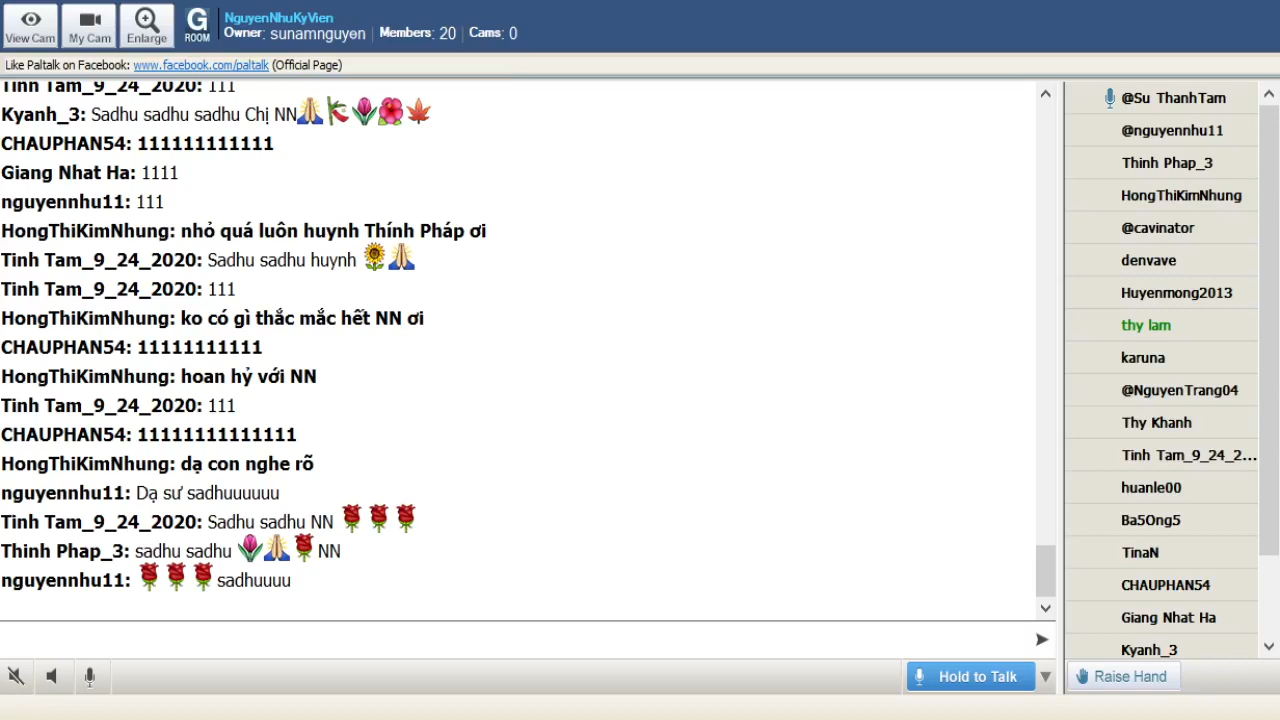 View Cam
My Cam
Enlarge
G ROOM
NguyenNhuKyVien
Owner: sunamnguyen | Members: 20 | Cams: 0
Like Paltalk on Facebook: www.facebook.com/paltalk (Official Page)
Tinh Tam_9_24_2020: 111
Kyanh_3: Sadhu sadhu sadhu Chị NN🙏🎋🌷🌺🍁
CHAUPHAN54: 111111111111
Giang Nhat Ha: 1111
nguyennhu11: 111
HongThiKimNhung: nhỏ quá luôn huynh Thính Pháp ơi
Tinh Tam_9_24_2020: Sadhu sadhu huynh 🌻🙏
Tinh Tam_9_24_2020: 111
HongThiKimNhung: ko có gì thắc mắc hết NN ơi
CHAUPHAN54: 11111111111
HongThiKimNhung: hoan hỷ với NN
Tinh Tam_9_24_2020: 111
CHAUPHAN54: 11111111111111
HongThiKimNhung: dạ con nghe rõ
nguyennhu11: Dạ sư sadhuuuuuu
Tinh Tam_9_24_2020: Sadhu sadhu NN 🌹🌹🌹
Thinh Phap_3: sadhu sadhu 🌷🙏🌹NN
nguyennhu11: 🌹🌹🌹sadhuuuu
Hold to Talk
@Su ThanhTam
@nguyennhu11
Thinh Phap_3
HongThiKimNhung
@cavinator
denvave
Huyenmong2013
thy lam
karuna
@NguyenTrang04
Thy Khanh
Tinh Tam_9_24_2...
huanle00
Ba5Ong5
TinaN
CHAUPHAN54
Giang Nhat Ha
Kyanh_3
Raise Hand